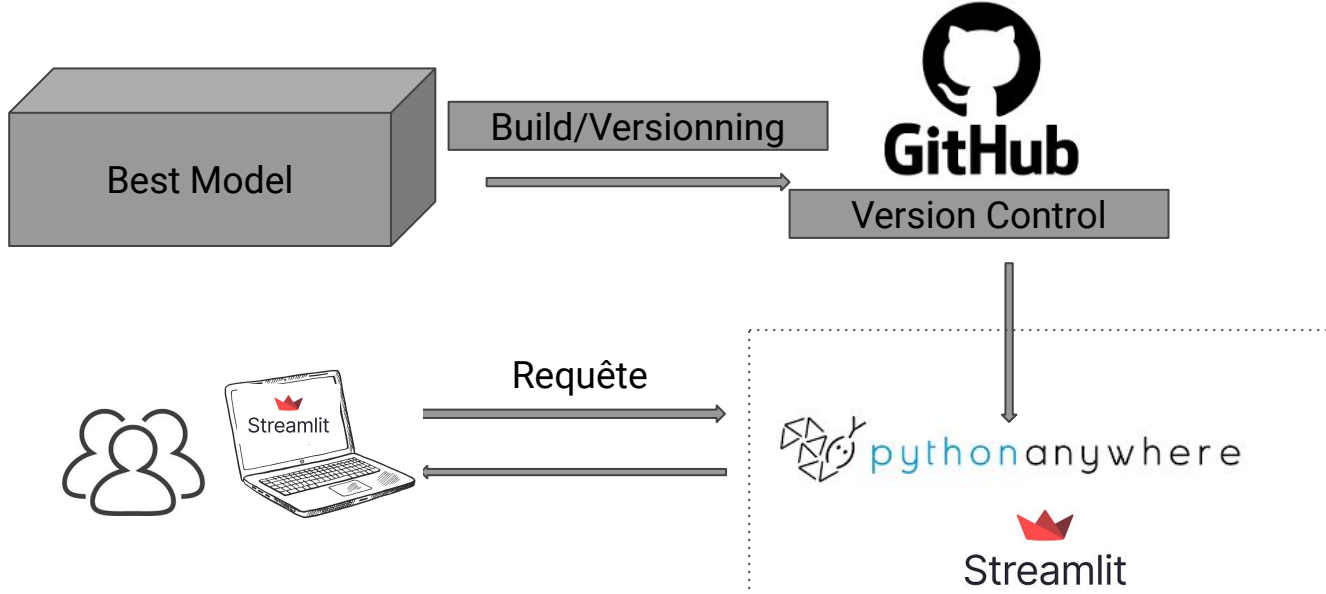 GitHub
Build/Versionning
Best Model
Version Control
Requête
Streamlit
pythonanywhere
Streamlit